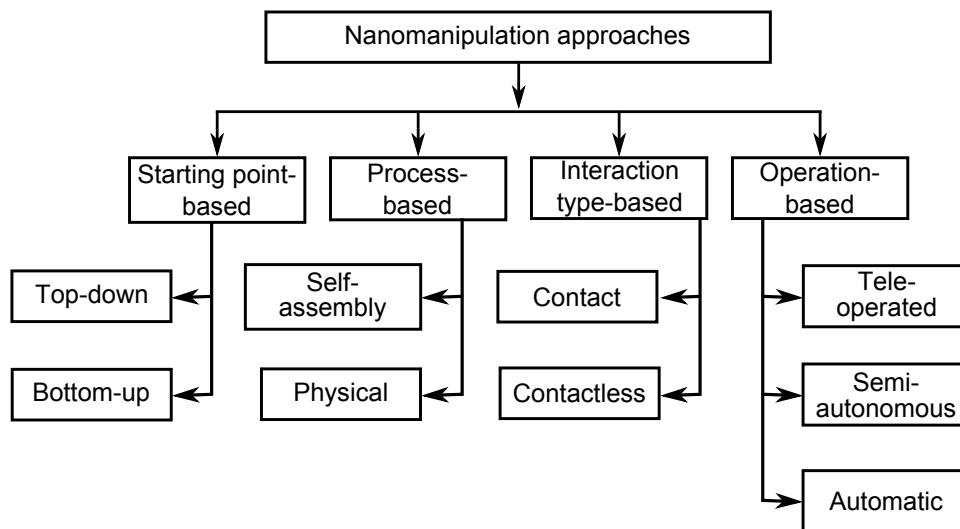 Nanomanipulation approaches
Starting point-
based
Process-
based
Interaction
type-based
Operation-
based
Top-down
Bottom-up
Self-
assembly
Physical
Contact
Contactless
Tele-
operated
Semi-
autonomous
Automatic